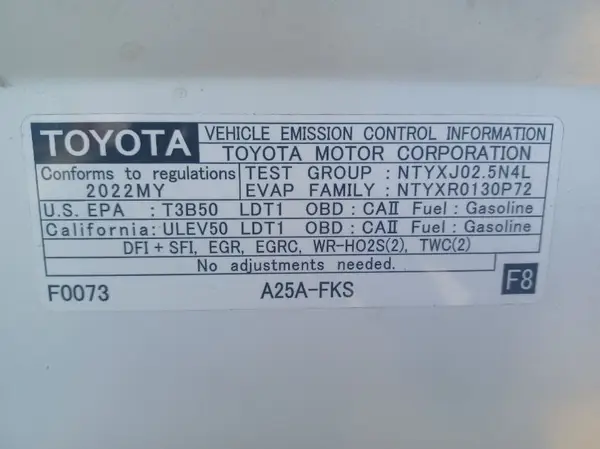 TOYOTA VEHICLE EMISSION CONTROL INFORMATION
TOYOTA MOTOR CORPORATION
Conforms to regulations TEST GROUP : NTYXJ02.5N4L
2022MY EVAP FAMILY : NTYXR0130P72
U.S. EPA : T3B50 LDT1 OBD : CAⅡ Fuel : Gasoline
California : ULEV50 LDT1 OBD : CAⅡ Fuel : Gasoline
DFI + SFI, EGR, EGRC, WR-HO2S(2), TWC(2)
No adjustments needed.
F0073 A25A-FKS F8